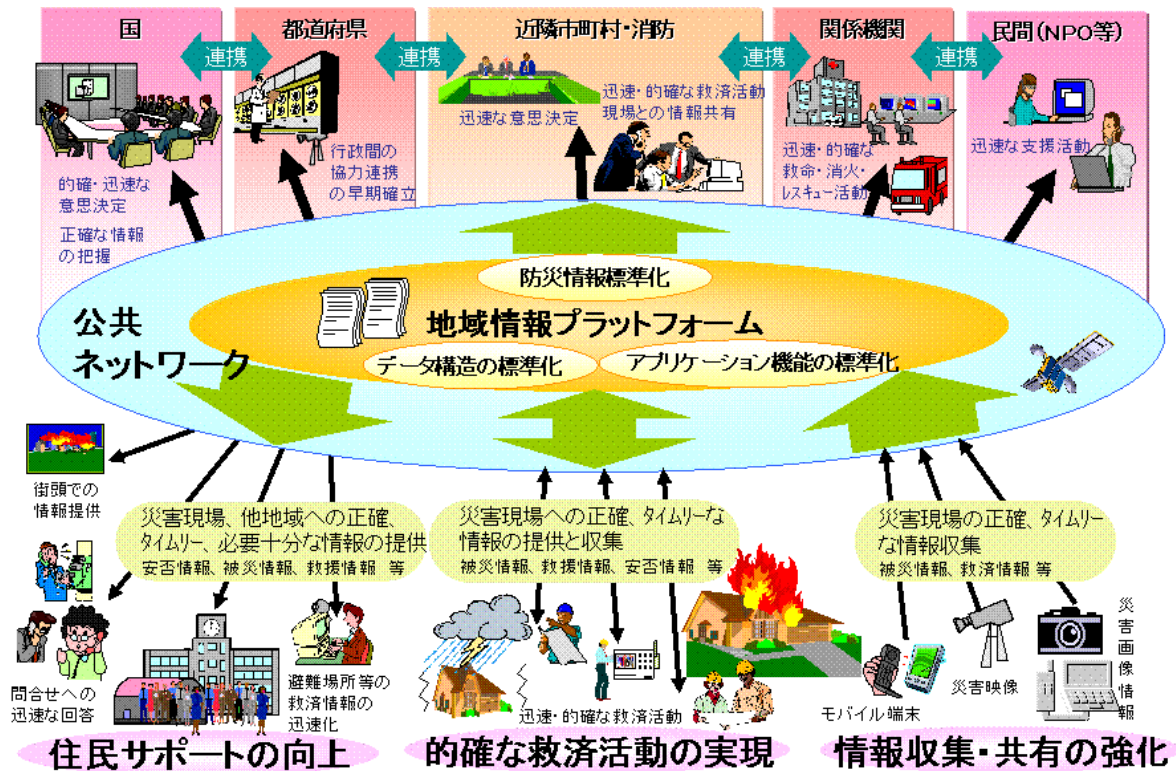 国
都道府県
近隣市町村・消防
関係機関
民間(NPO等)
連携
連携
連携
連携
的確・迅速な
意思決定
正確な情報
の把握
行政間の
協力連携
の早期確立
迅速な意思決定
迅速・的確な救済活動
現場との情報共有
迅速・的確な
救命・消火・
レスキュー活動
迅速な支援活動
防災情報標準化
地域情報プラットフォーム
データ構造の標準化
アプリケーション機能の標準化
公共
ネットワーク
街頭での
情報提供
災害現場、他地域への正確、
タイムリー、必要十分な情報の提供
安否情報、被災情報、救援情報 等
災害現場への正確、タイムリーな
情報の提供と収集
被災情報、救援情報、安否情報 等
災害現場の正確、タイムリー
な情報収集
被災情報、救済情報 等
問合せへの
迅速な回答
避難場所等の
救済情報の
迅速化
迅速・的確な救済活動
モバイル端末
災害映像
災害画像情報
住民サポートの向上
的確な救済活動の実現
情報収集・共有の強化